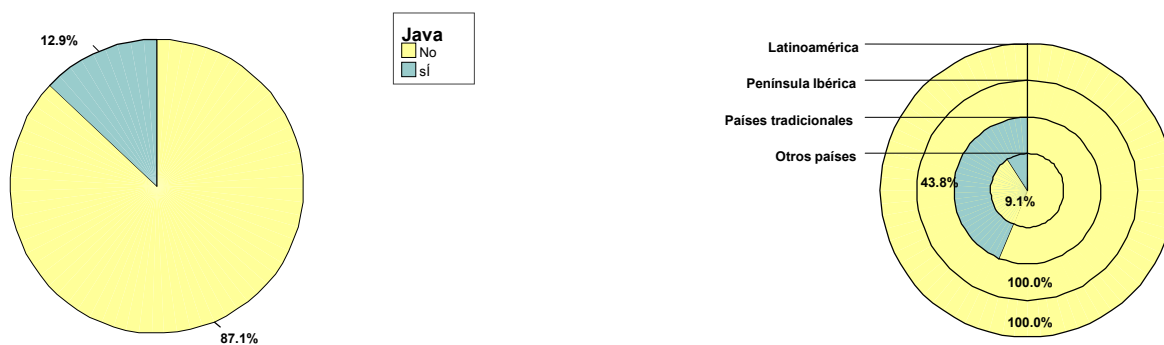 12.9%
87.1%
Java
No
sÍ
Latinoamérica
Península Ibérica
Países tradicionales
Otros países
43.8%
9.1%
100.0%
100.0%